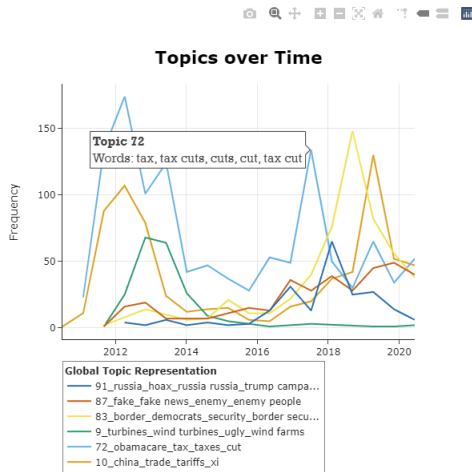 Topics over Time
150
100
50
0
Frequency
Topic 72
Words: tax, tax cuts, cuts, cut, tax cut
2012
2014
2016
2018
2020
Global Topic Representation
91_russia_hoax_russia russia_trump campa...
87_fake_fake news_enemy_enemy people
83_border_democrats_security_border secu...
9_turbines_wind turbines_ugly_wind farms
72_obamacare_tax_taxes_cut
10_china_trade_tariffs_xi